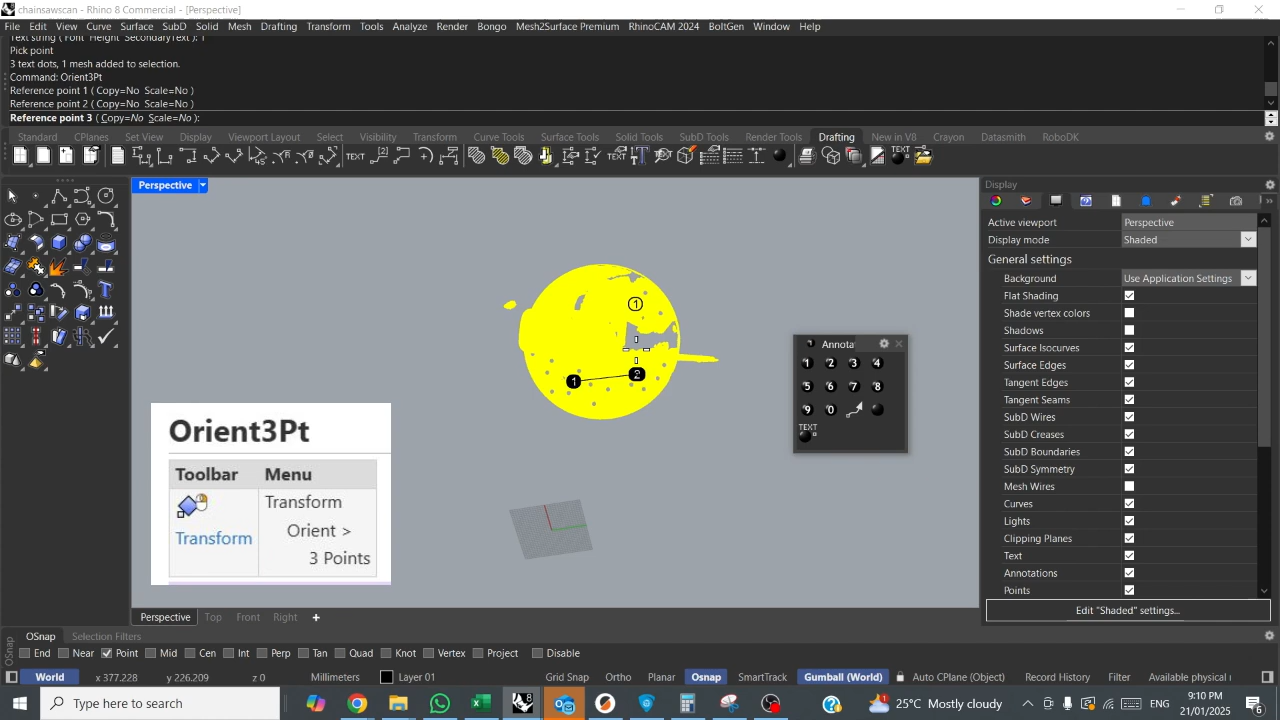 chainsawscan - Rhino 8 Commercial - [Perspective]
File Edit View Curve Surface SubD Solid Mesh Drafting Transform Tools Analyze Render Bongo Mesh2Surface Premium RhinoCAM 2024 BoltGen Window Help
Text string ( Font Height SecondaryText ): 1
Pick point
3 text dots, 1 mesh added to selection.
Command: Orient3Pt
Reference point 1 ( Copy=No Scale=No )
Reference point 2 ( Copy=No Scale=No )
Reference point 3 ( Copy=No Scale=No ):
Standard CPlanes Set View Display Viewport Layout Select Visibility Transform Curve Tools Surface Tools Solid Tools SubD Tools Render Tools Drafting New in V8 Crayon Datasmith RoboDK
TEXT TEXT TEXT
Perspective
Display
Active viewport Perspective
Display mode Shaded
General settings
Background Use Application Settings
Flat Shading
Shade vertex colors
Shadows
Surface Isocurves
Surface Edges
Tangent Edges
Tangent Seams
SubD Wires
SubD Creases
SubD Boundaries
SubD Symmetry
Mesh Wires
Curves
Lights
Clipping Planes
Text
Annotations
Points
Edit "Shaded" settings...
1
1 2
Annota
1 2 3 4
5 6 7 8
9 0
TEXT
Orient3Pt
Toolbar Menu
Transform
Transform
Orient >
3 Points
Perspective Top Front Right
OSnap Selection Filters
OSnap
End Near Point Mid Cen Int Perp Tan Quad Knot Vertex Project Disable
World x 377.228 y 226.209 z 0 Millimeters Layer 01 Grid Snap Ortho Planar Osnap SmartTrack Gumball (World) Auto CPlane (Object) Record History Filter Available physical
Type here to search
25°C Mostly cloudy
ENG
9:10 PM
21/01/2025
6